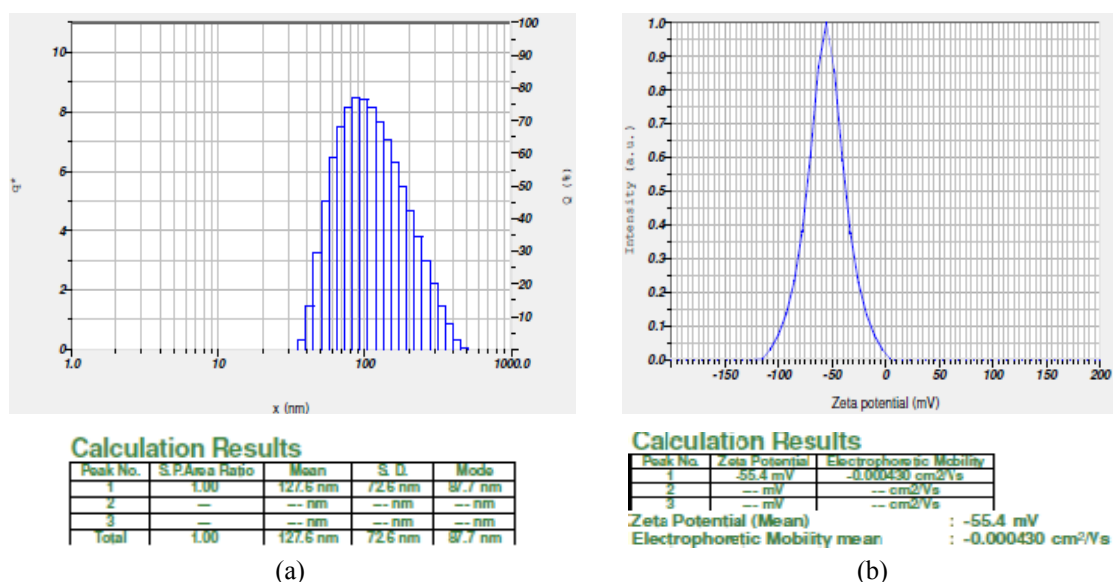 100
90
80
70
60
50
40
30
20
10
10
8
6
4
2
0
q*
Q (%)
1.0 10 100 1000.0
x (nm)
Calculation Results
Peak No. S.P.Area Ratio Mean S. D. Mode
1 1.00 127.6 nm 72.6 nm 87.7 nm
2 — --- nm --- nm --- nm
3 — --- nm --- nm --- nm
Total 1.00 127.6 nm 72.6 nm 87.7 nm
(a)
1.0
0.9
0.8
0.7
0.6
0.5
0.4
0.3
0.2
0.1
0.0
Intensity (a.u.)
-150 -100 -50 0 50 100 150 200
Zeta potential (mV)
Calculation Results
Peak No. Zeta Potential Electrophoretic Mobility
1 -55.4 mV -0.000430 cm2/Vs
2 --- mV --- cm2/Vs
3 --- mV --- cm2/Vs
Zeta Potential (Mean) : -55.4 mV
Electrophoretic Mobility mean : -0.000430 cm²/Vs
(b)